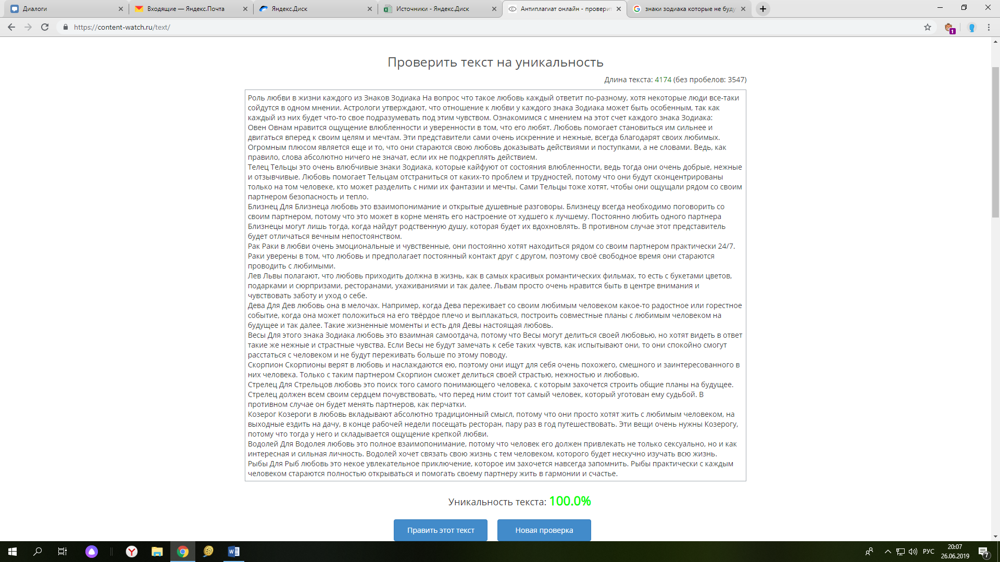 Диалоги
Входящие — Яндекс.Почта
Яндекс.Диск
Источники - Яндекс.Диск
Антиплагиат онлайн - проверит
знаки зодиака которые не буду
https://content-watch.ru/text/
1
Проверить текст на уникальность
Длина текста: 4174 (без пробелов: 3547)
Роль любви в жизни каждого из Знаков Зодиака На вопрос что такое любовь каждый ответит по-разному, хотя некоторые люди все-таки
сойдутся в одном мнении. Астрологи утверждают, что отношение к любви у каждого знака Зодиака может быть особенным, так как
каждый из них будет что-то свое подразумевать под этим чувством. Ознакомимся с мнением на этот счет каждого знака Зодиака:
Овен Овнам нравится ощущение влюбленности и уверенности в том, что его любят. Любовь помогает становиться им сильнее и
двигаться вперед к своим целям и мечтам. Эти представители сами очень искренние и нежные, всегда благодарят своих любимых.
Огромным плюсом является еще и то, что они стараются свою любовь доказывать действиями и поступками, а не словами. Ведь, как
правило, слова абсолютно ничего не значат, если их не подкреплять действием.
Телец Тельцы это очень влюбчивые знаки Зодиака, которые кайфуют от состояния влюбленности, ведь тогда они очень добрые, нежные
и отзывчивые. Любовь помогает Тельцам отстраниться от каких-то проблем и трудностей, потому что они будут сконцентрированы
только на том человеке, кто может разделить с ними их фантазии и мечты. Сами Тельцы тоже хотят, чтобы они ощущали рядом со своим
партнером безопасность и тепло.
Близнец Для Близнеца любовь это взаимопонимание и открытые душевные разговоры. Близнецу всегда необходимо поговорить со
своим партнером, потому что это может в корне менять его настроение от худшего к лучшему. Постоянно любить одного партнера
Близнецы могут лишь тогда, когда найдут родственную душу, которая будет их вдохновлять. В противном случае этот представитель
будет отличаться вечным непостоянством.
Рак Раки в любви очень эмоциональные и чувственные, они постоянно хотят находиться рядом со своим партнером практически 24/7.
Раки уверены в том, что любовь и предполагает постоянный контакт друг с другом, поэтому своё свободное время они стараются
проводить с любимыми.
Лев Львы полагают, что любовь приходить должна в жизнь, как в самых красивых романтических фильмах, то есть с букетами цветов,
подарками и сюрпризами, ресторанами, ухаживаниями и так далее. Львам просто очень нравится быть в центре внимания и
чувствовать заботу и уход о себе.
Дева Для Дев любовь она в мелочах. Например, когда Дева переживает со своим любимым человеком какое-то радостное или горестное
событие, когда она может положиться на его твёрдое плечо и выплакаться, построить совместные планы с любимым человеком на
будущее и так далее. Такие жизненные моменты и есть для Девы настоящая любовь.
Весы Для этого знака Зодиака любовь это взаимная самоотдача, потому что Весы могут делиться своей любовью, но хотят видеть в ответ
такие же нежные и страстные чувства. Если Весы не будут замечать к себе таких чувств, как испытывают они, то они спокойно смогут
расстаться с человеком и не будут переживать больше по этому поводу.
Скорпион Скорпионы верят в любовь и наслаждаются ею, поэтому они ищут для себя очень похожего, смешного и заинтересованного в
них человека. Только с таким партнером Скорпион сможет делиться своей страстью, нежностью и любовью.
Стрелец Для Стрельцов любовь это поиск того самого понимающего человека, с которым захочется строить общие планы на будущее.
Стрелец должен всем своим сердцем почувствовать, что перед ним стоит тот самый человек, который уготован ему судьбой. В
противном случае он будет менять партнеров, как перчатки.
Козерог Козероги в любовь вкладывают абсолютно традиционный смысл, потому что они просто хотят жить с любимым человеком, на
выходные ездить на дачу, в конце рабочей недели посещать ресторан, пару раз в год путешествовать. Эти вещи очень нужны Козерогу,
потому что тогда у него и складывается ощущение крепкой любви.
Водолей Для Водолея любовь это полное взаимопонимание, потому что человек его должен привлекать не только сексуально, но и как
интересная и сильная личность. Водолей хочет связать свою жизнь с тем человеком, которого будет нескучно изучать всю жизнь.
Рыбы Для Рыб любовь это некое увлекательное приключение, которое им захочется навсегда запомнить. Рыбы практически с каждым
человеком стараются полностью открываться и помогать своему партнеру жить в гармонии и счастье.
Уникальность текста: 100.0%
Править этот текст
Новая проверка
РУС
20:07
26.06.2019
7